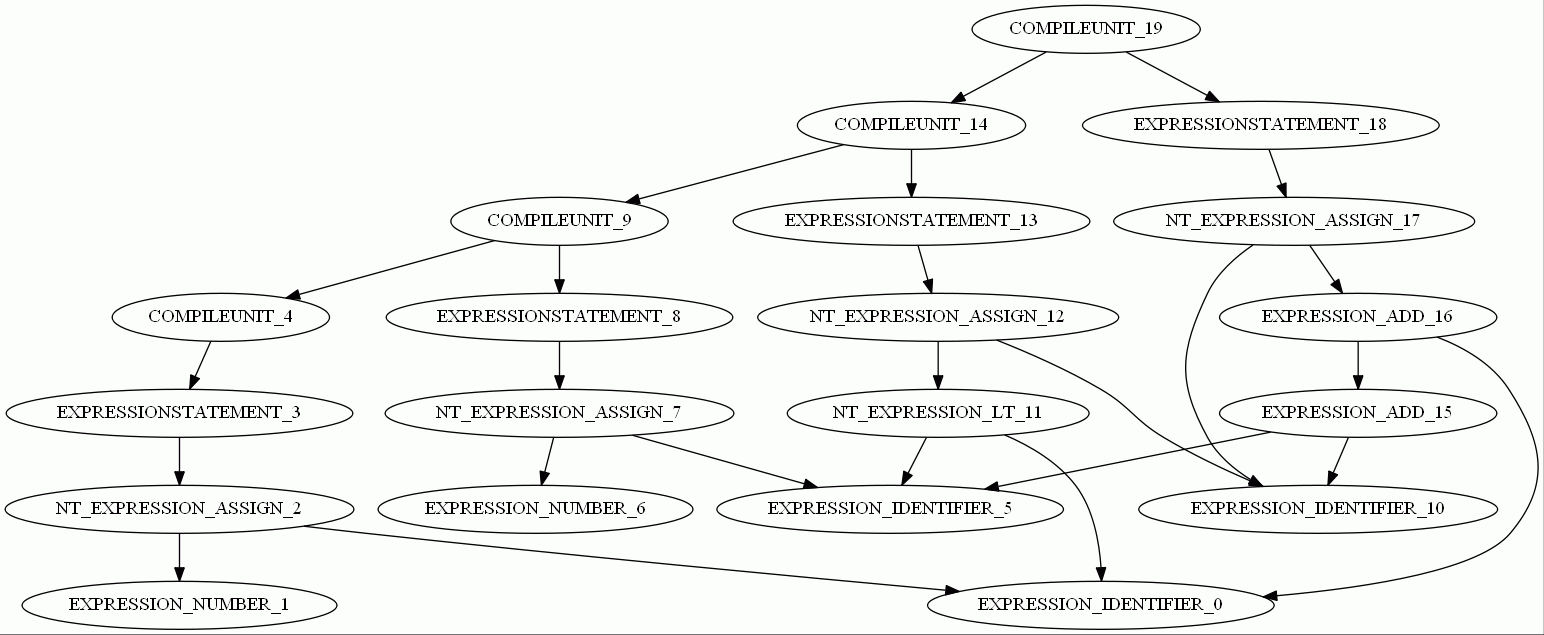 COMPILEUNIT_19
COMPILEUNIT_14
EXPRESSIONSTATEMENT_18
COMPILEUNIT_9
EXPRESSIONSTATEMENT_13
NT_EXPRESSION_ASSIGN_17
COMPILEUNIT_4
EXPRESSIONSTATEMENT_8
NT_EXPRESSION_ASSIGN_12
EXPRESSION_ADD_16
EXPRESSIONSTATEMENT_3
NT_EXPRESSION_ASSIGN_7
NT_EXPRESSION_LT_11
EXPRESSION_ADD_15
NT_EXPRESSION_ASSIGN_2
EXPRESSION_NUMBER_6
EXPRESSION_IDENTIFIER_5
EXPRESSION_IDENTIFIER_10
EXPRESSION_NUMBER_1
EXPRESSION_IDENTIFIER_0